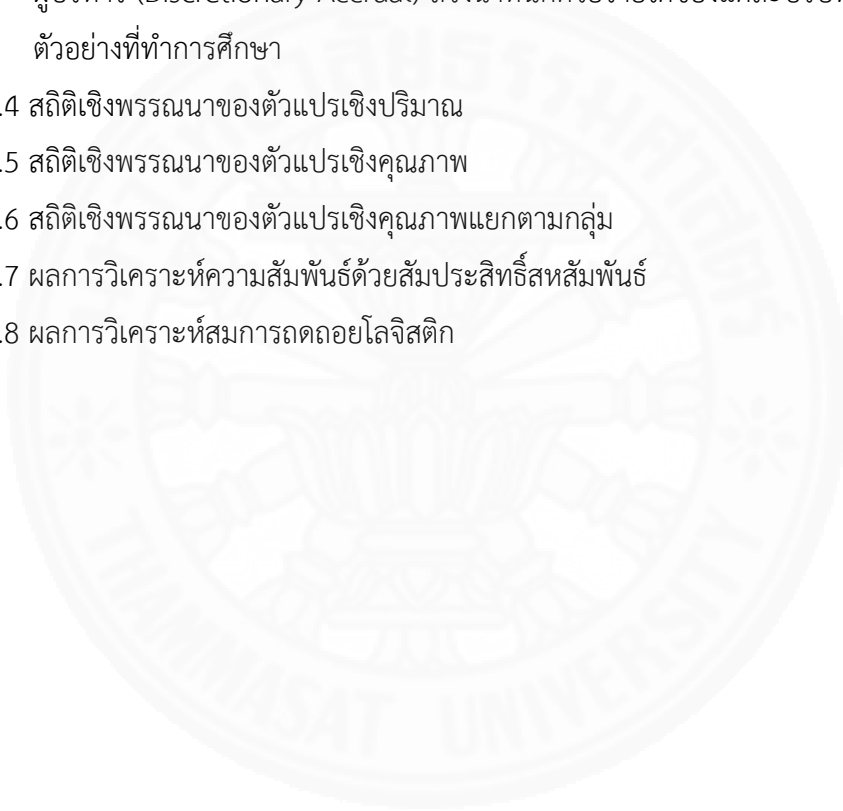 (Discretionary Accrual)
ตัวอย่างที่ทำการศึกษา
.4 สถิติเชิงพรรณนาของตัวแปรเชิงปริมาณ
.5 สถิติเชิงพรรณนาของตัวแปรเชิงคุณภาพ
.6 สถิติเชิงพรรณนาของตัวแปรเชิงคุณภาพแยกตามกลุ่ม
.7 ผลการวิเคราะห์ความสัมพันธ์ด้วยสัมประสิทธิ์สหสัมพันธ์
.8 ผลการวิเคราะห์สมการถดถอยโลจิสติก
THAMMASAT UNIVERSITY